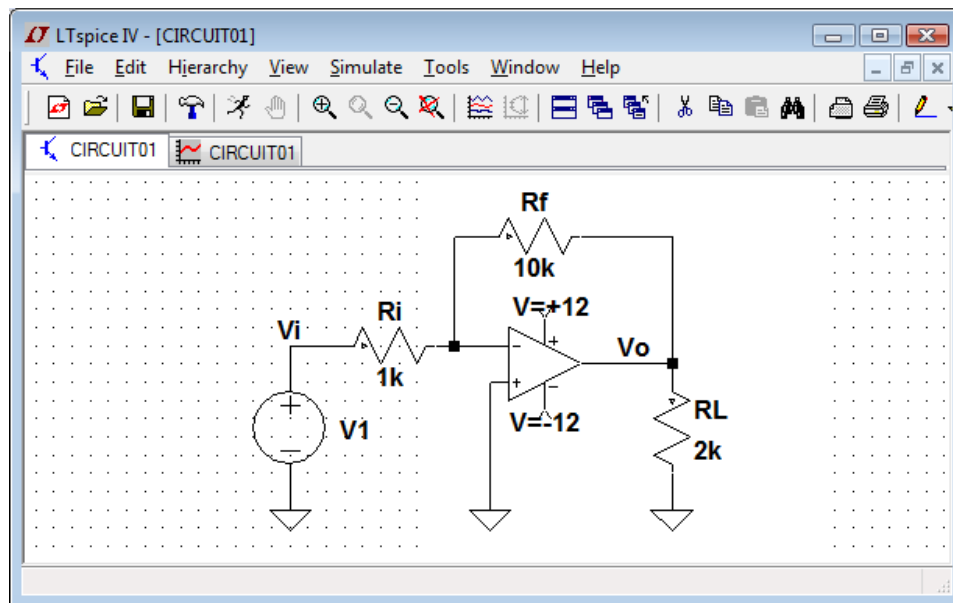 LTspice IV - [CIRCUIT01]
File Edit Hierarchy View Simulate Tools Window Help
CIRCUIT01 CIRCUIT01
Rf
10k
V=+12
Ri
Vi
1k
Vo
V=-12
V1
RL
2k